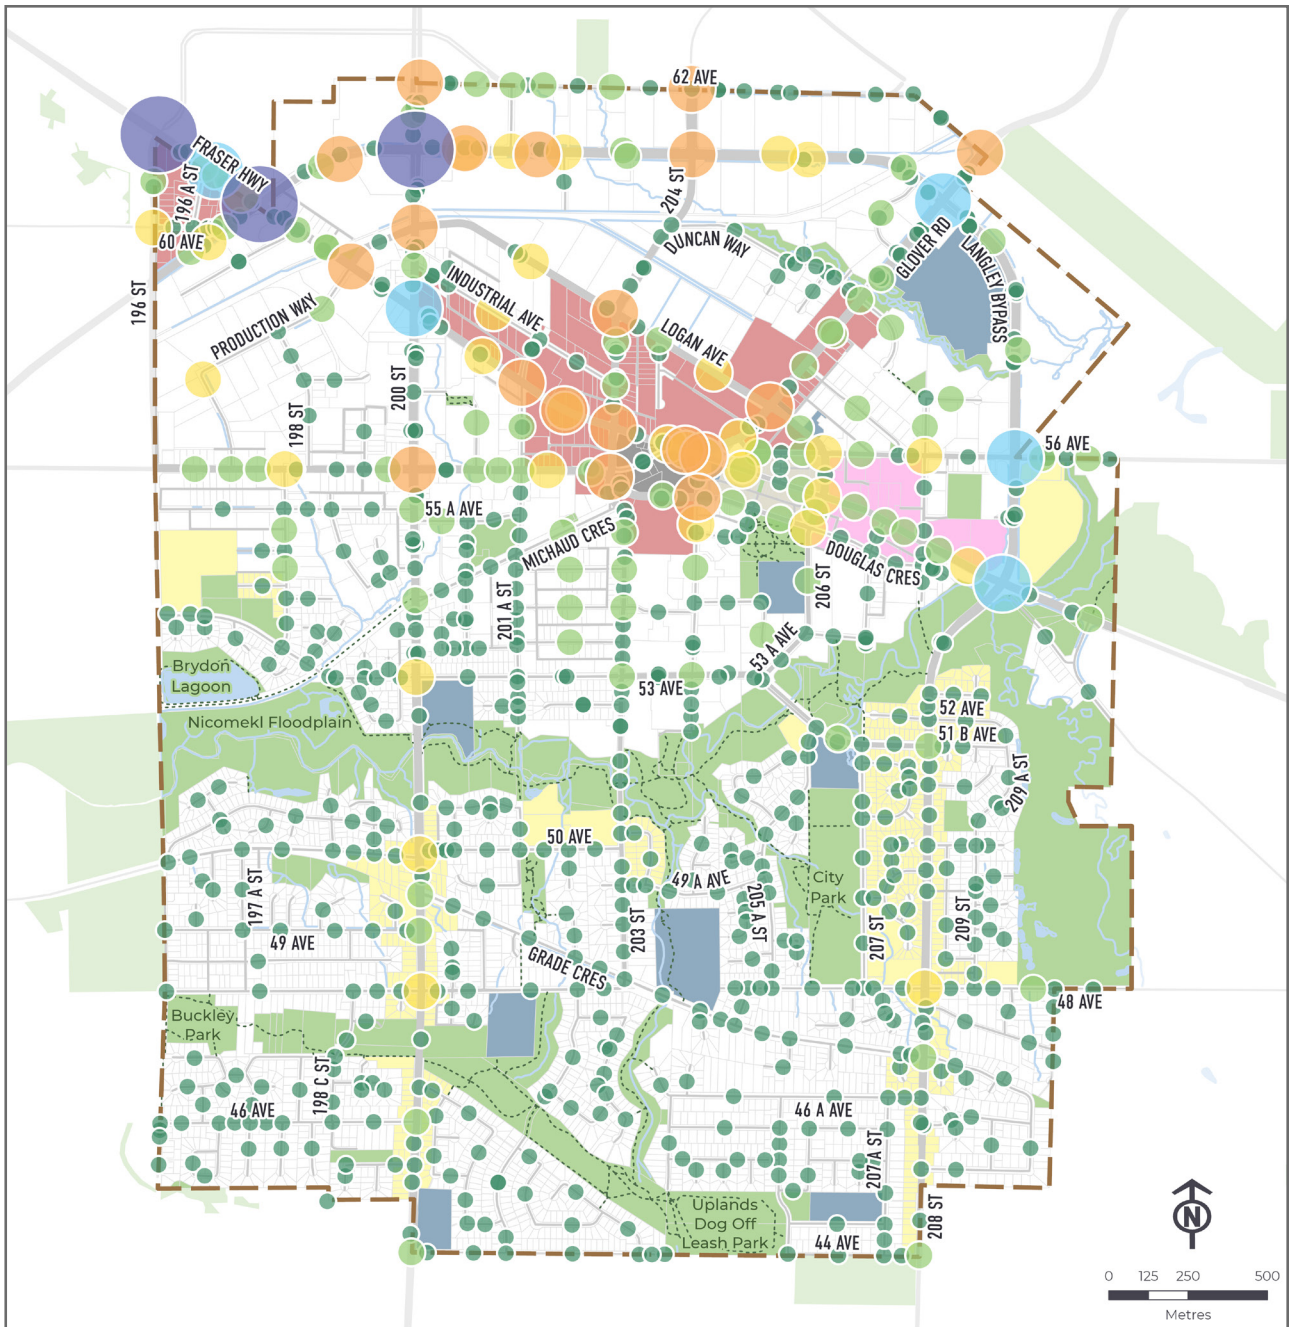 62 AVE
FRASER HWY
196 A ST
204 ST
60 AVE
DUNCAN WAY
GLOVER RD
LANGLEY BYPASS
196 ST
INDUSTRIAL AVE
PRODUCTION WAY
LOGAN AVE
200 ST
198 ST
56 AVE
55 A AVE
MICHAUD CRES
DOUGLAS CRES
206 ST
201 A ST
53 A AVE
Brydon
Lagoon
53 AVE
Nicomekl Floodplain
52 AVE
51 B AVE
209 A ST
50 AVE
49 A AVE
City
Park
197 A ST
205 A ST
209 ST
203 ST
207 ST
49 AVE
GRADE CRES
48 AVE
Buckley
Park
198 C ST
46 AVE
46 A AVE
207A ST
Uplands
Dog Off
Leash Park
208 ST
44 AVE
N
0 125 250 500
Metres